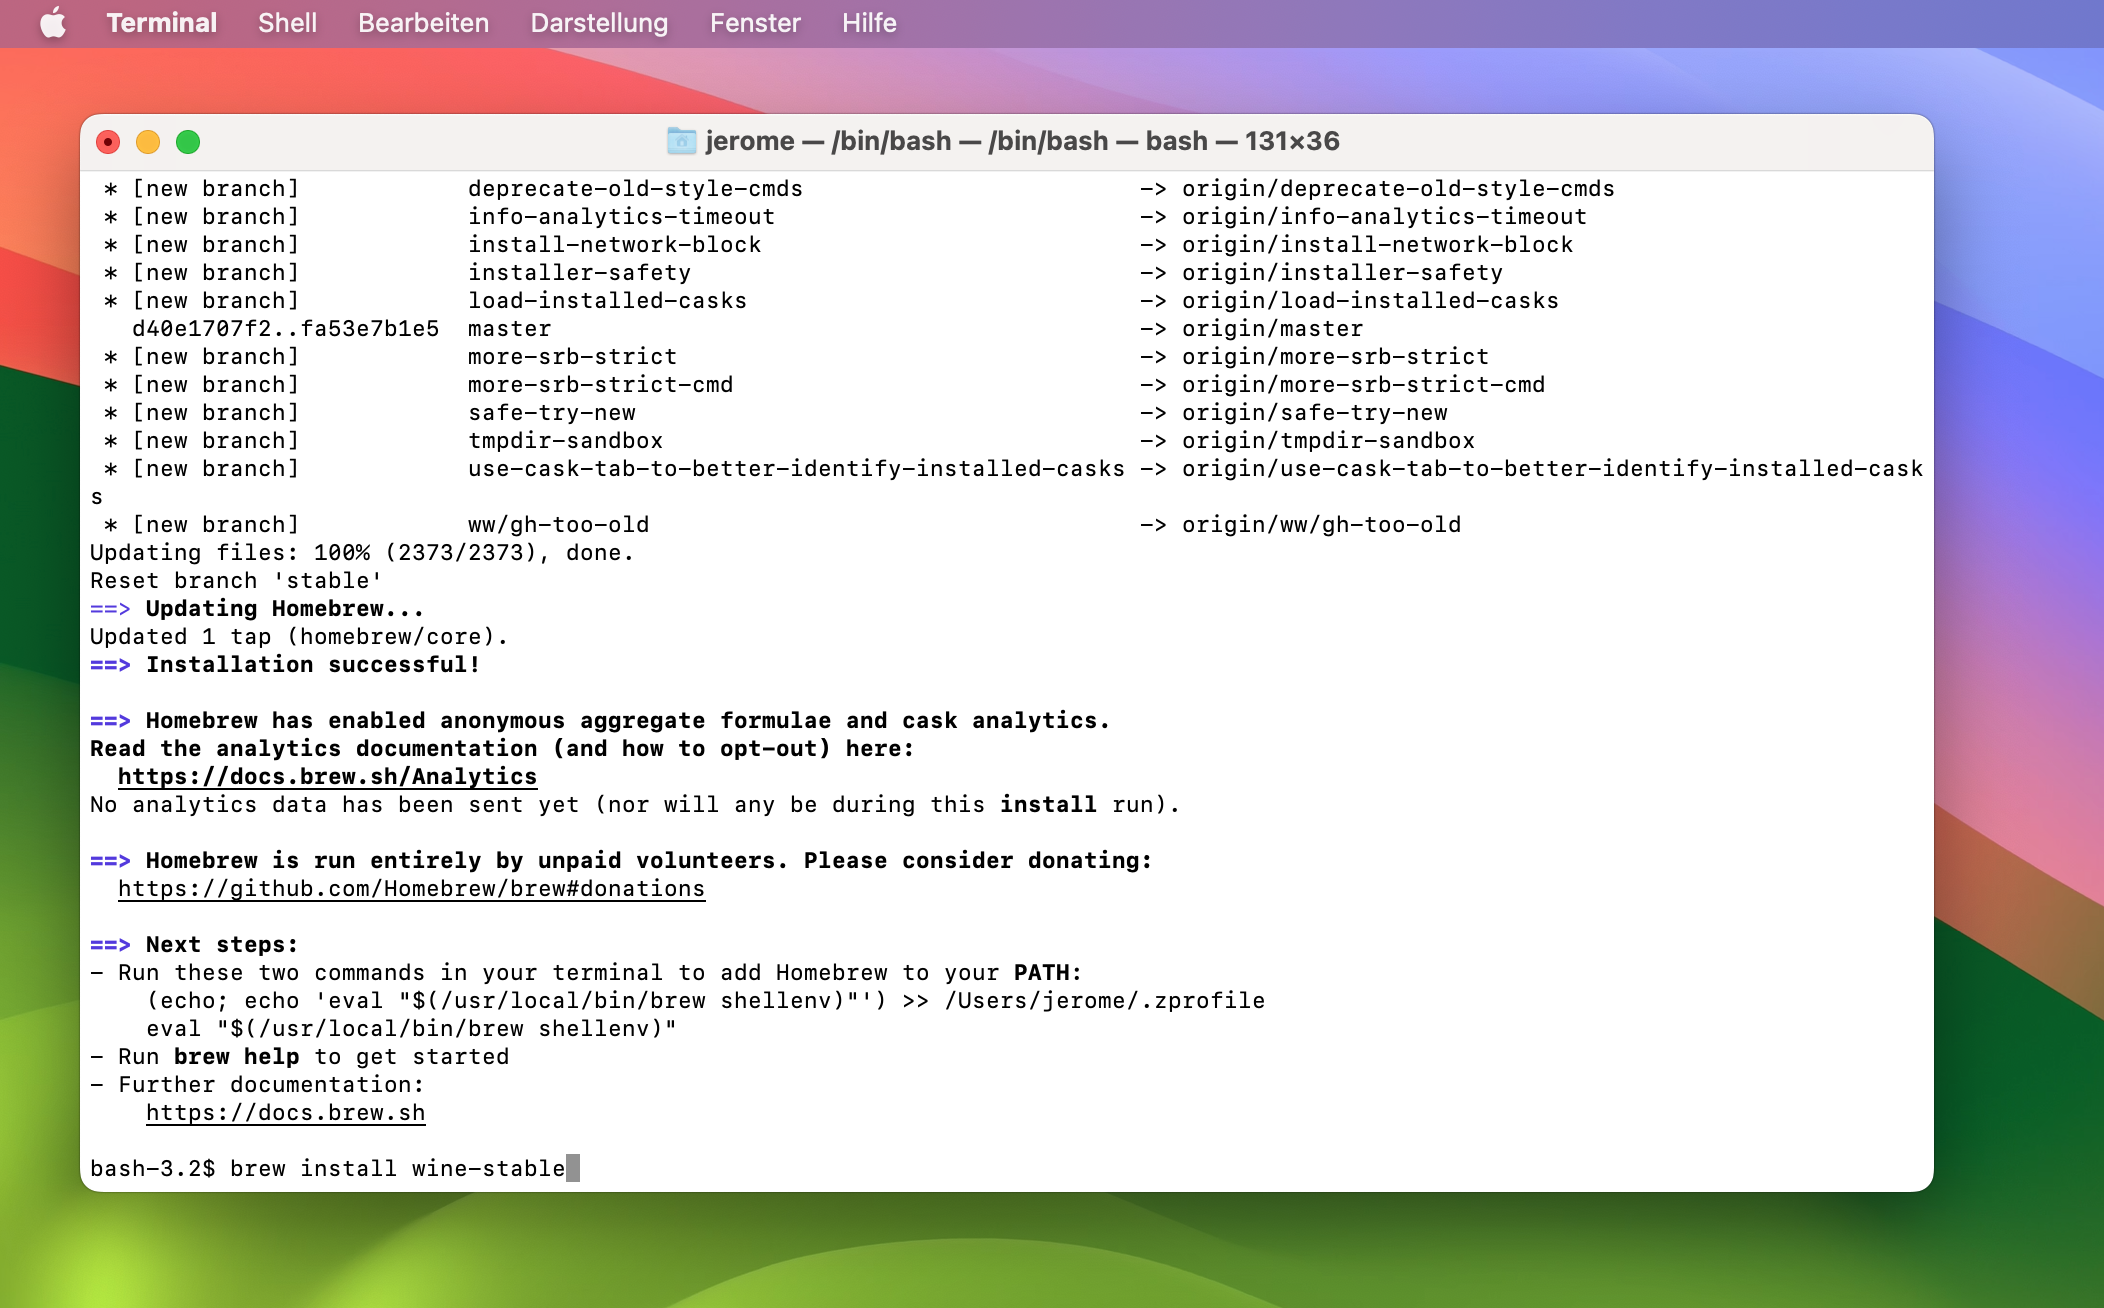 Terminal Shell Bearbeiten Darstellung Fenster Hilfe
jerome — /bin/bash — /bin/bash — bash — 131×36
* [new branch] deprecate-old-style-cmds -> origin/deprecate-old-style-cmds
* [new branch] info-analytics-timeout -> origin/info-analytics-timeout
* [new branch] install-network-block -> origin/install-network-block
* [new branch] installer-safety -> origin/installer-safety
* [new branch] load-installed-casks -> origin/load-installed-casks
d40e1707f2..fa53e7b1e5 master -> origin/master
* [new branch] more-srb-strict -> origin/more-srb-strict
* [new branch] more-srb-strict-cmd -> origin/more-srb-strict-cmd
* [new branch] safe-try-new -> origin/safe-try-new
* [new branch] tmpdir-sandbox -> origin/tmpdir-sandbox
* [new branch] use-cask-tab-to-better-identify-installed-casks -> origin/use-cask-tab-to-better-identify-installed-cask
s
* [new branch] ww/gh-too-old -> origin/ww/gh-too-old
Updating files: 100% (2373/2373), done.
Reset branch 'stable'
==> Updating Homebrew...
Updated 1 tap (homebrew/core).
==> Installation successful!
==> Homebrew has enabled anonymous aggregate formulae and cask analytics.
Read the analytics documentation (and how to opt-out) here:
https://docs.brew.sh/Analytics
No analytics data has been sent yet (nor will any be during this install run).
==> Homebrew is run entirely by unpaid volunteers. Please consider donating:
https://github.com/Homebrew/brew#donations
==> Next steps:
- Run these two commands in your terminal to add Homebrew to your PATH:
(echo; echo 'eval "$(/usr/local/bin/brew shellenv)"') >> /Users/jerome/.zprofile
eval "$(/usr/local/bin/brew shellenv)"
- Run brew help to get started
- Further documentation:
https://docs.brew.sh
bash-3.2$ brew install wine-stable